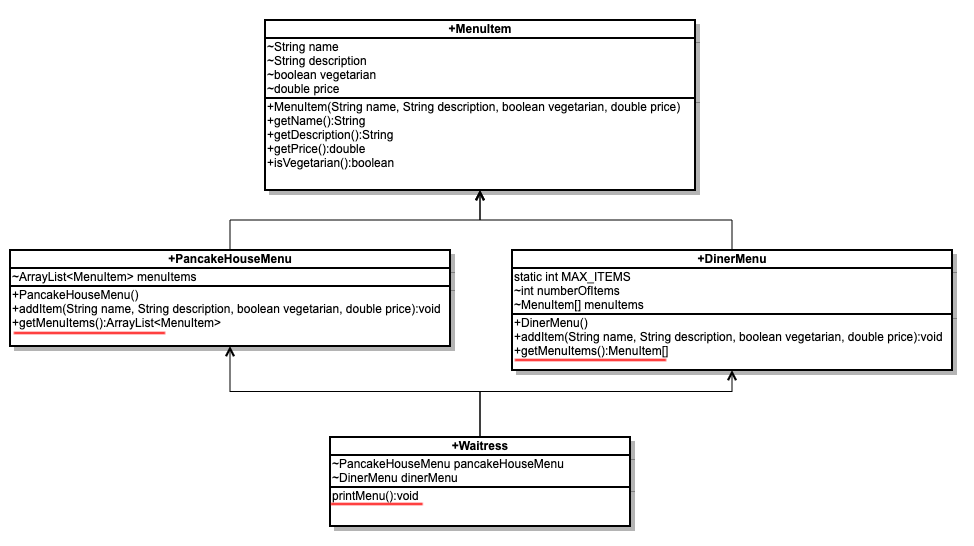 +MenuItem
~String name
~String description
~boolean vegetarian
~double price
+MenuItem(String name, String description, boolean vegetarian, double price)
+getName():String
+getDescription():String
+getPrice():double
+isVegetarian():boolean
+PancakeHouseMenu
~ArrayList<MenuItem> menuItems
+PancakeHouseMenu()
+addItem(String name, String description, boolean vegetarian, double price):void
+getMenuItems():ArrayList<MenuItem>
+DinerMenu
static int MAX_ITEMS
~int numberOfItems
~MenuItem[] menuItems
+DinerMenu()
+addItem(String name, String description, boolean vegetarian, double price):void
+getMenuItems():MenuItem[]
+Waitress
~PancakeHouseMenu pancakeHouseMenu
~DinerMenu dinerMenu
printMenu():void